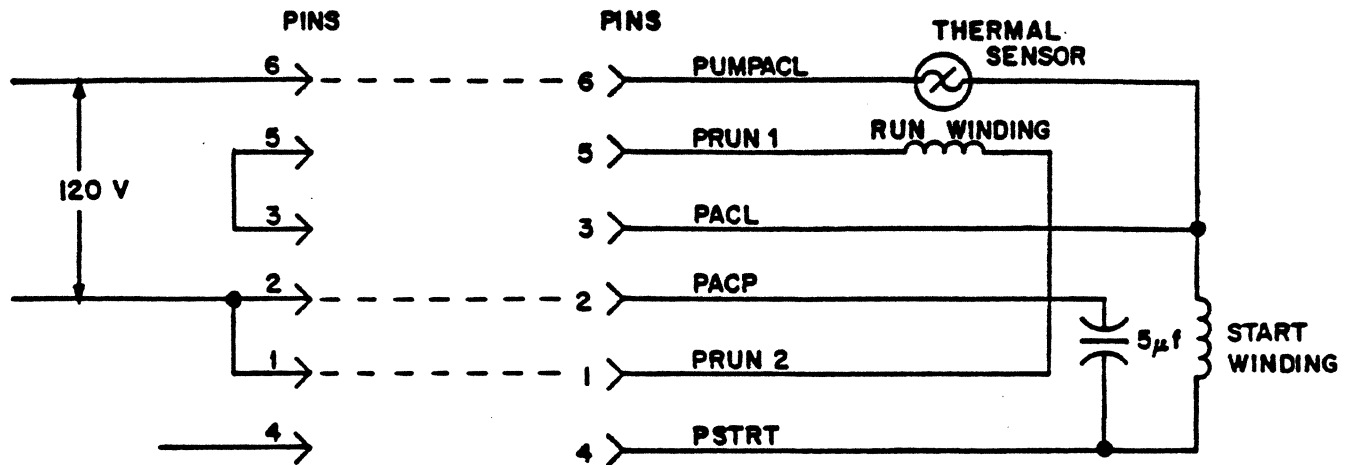 PINS PINS
THERMAL
SENSOR
6 6 PUMPACL
5 5 PRUN 1 RUN WINDING
120 V
3 3 PACL
2 2 PACP
5µf START
WINDING
1 1 PRUN 2
4 4 PSTRT